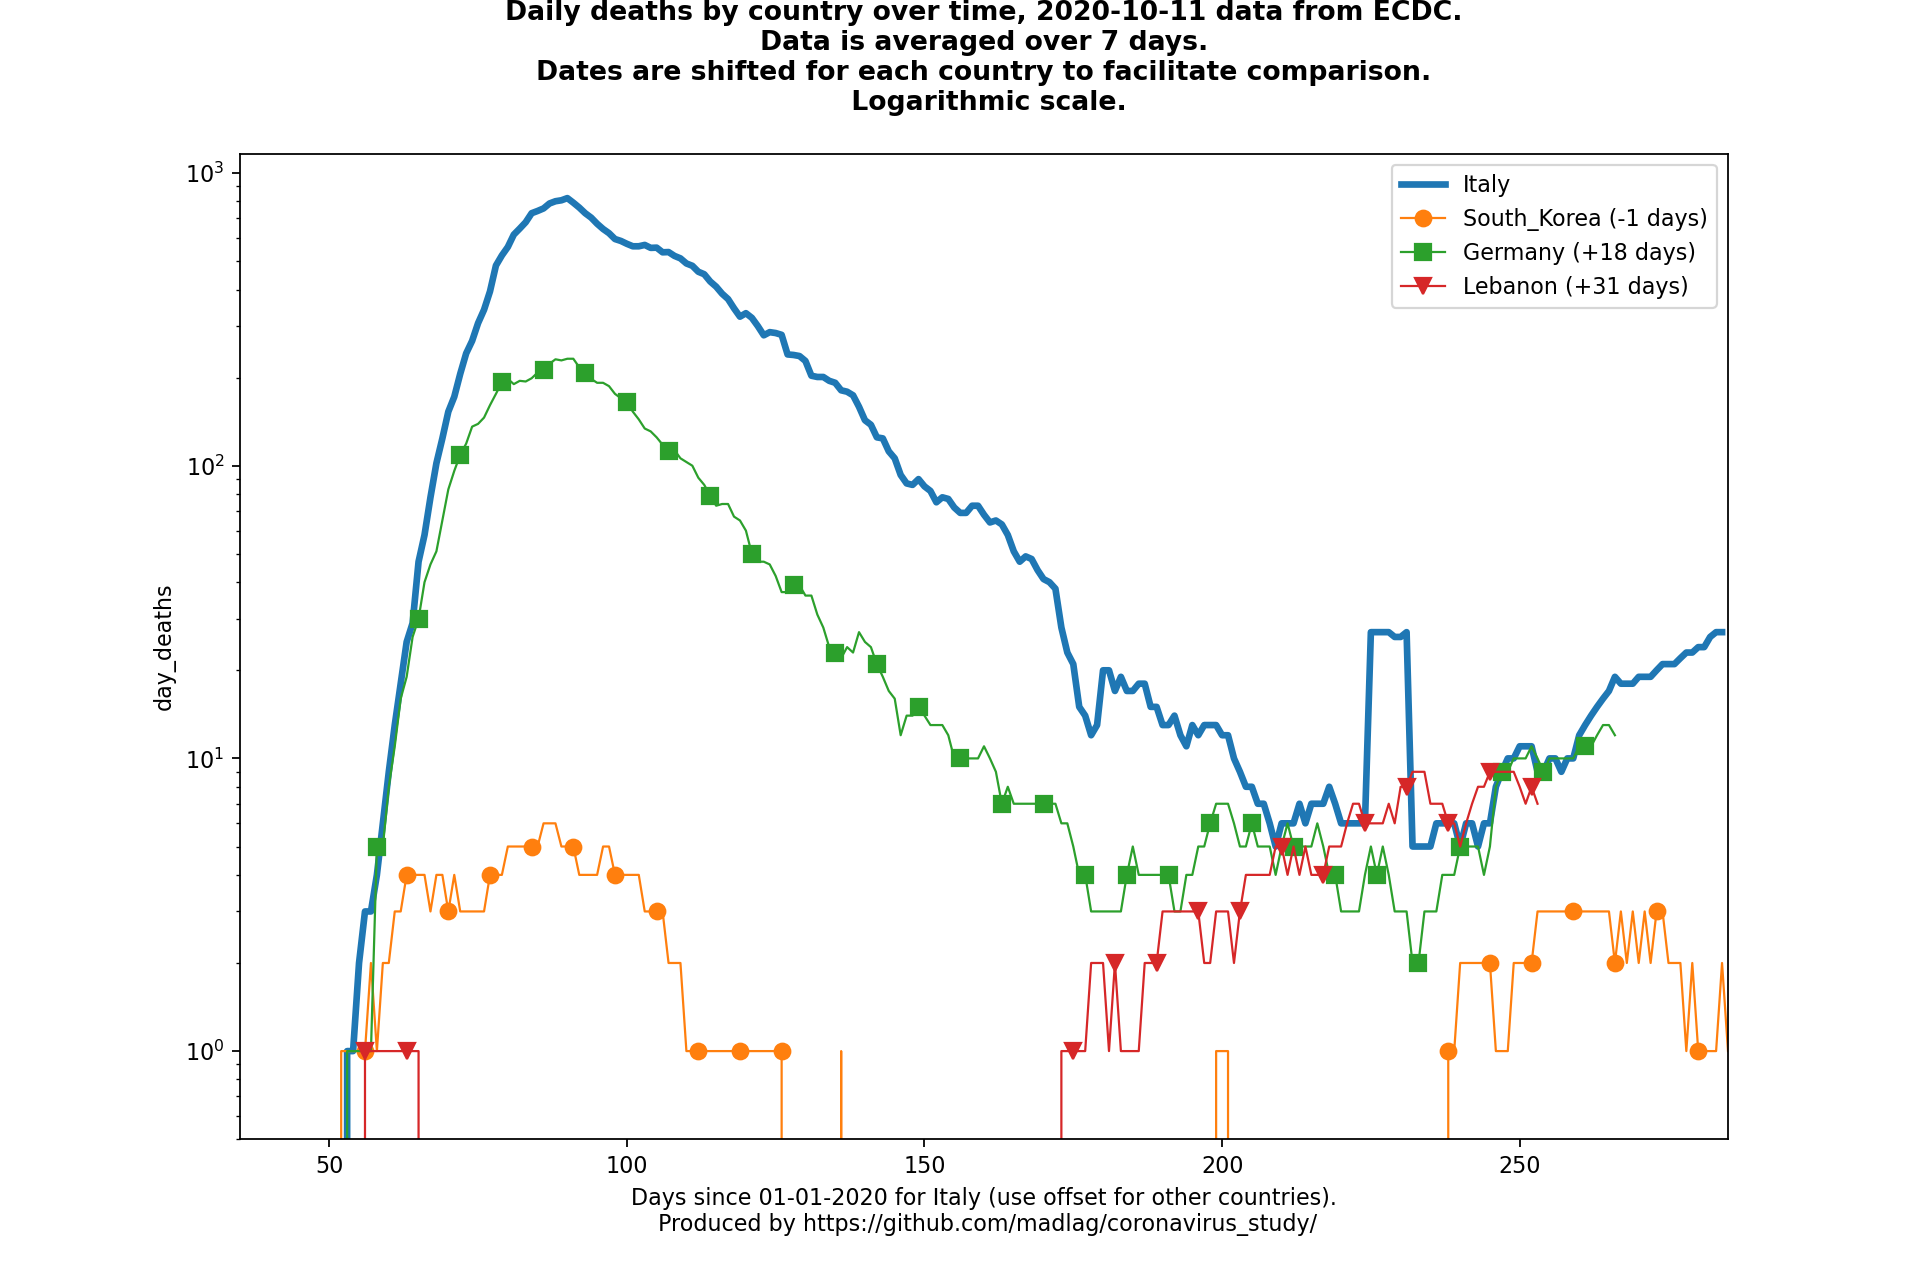 Daily deaths by country over time, 2020-10-11 data from ECDC.
Data is averaged over 7 days.
Dates are shifted for each country to facilitate comparison.
Logarithmic scale.
10³
10²
10¹
10⁰
day_deaths
Italy
South_Korea (-1 days)
Germany (+18 days)
Lebanon (+31 days)
50 100 150 200 250
Days since 01-01-2020 for Italy (use offset for other countries).
Produced by https://github.com/madlag/coronavirus_study/